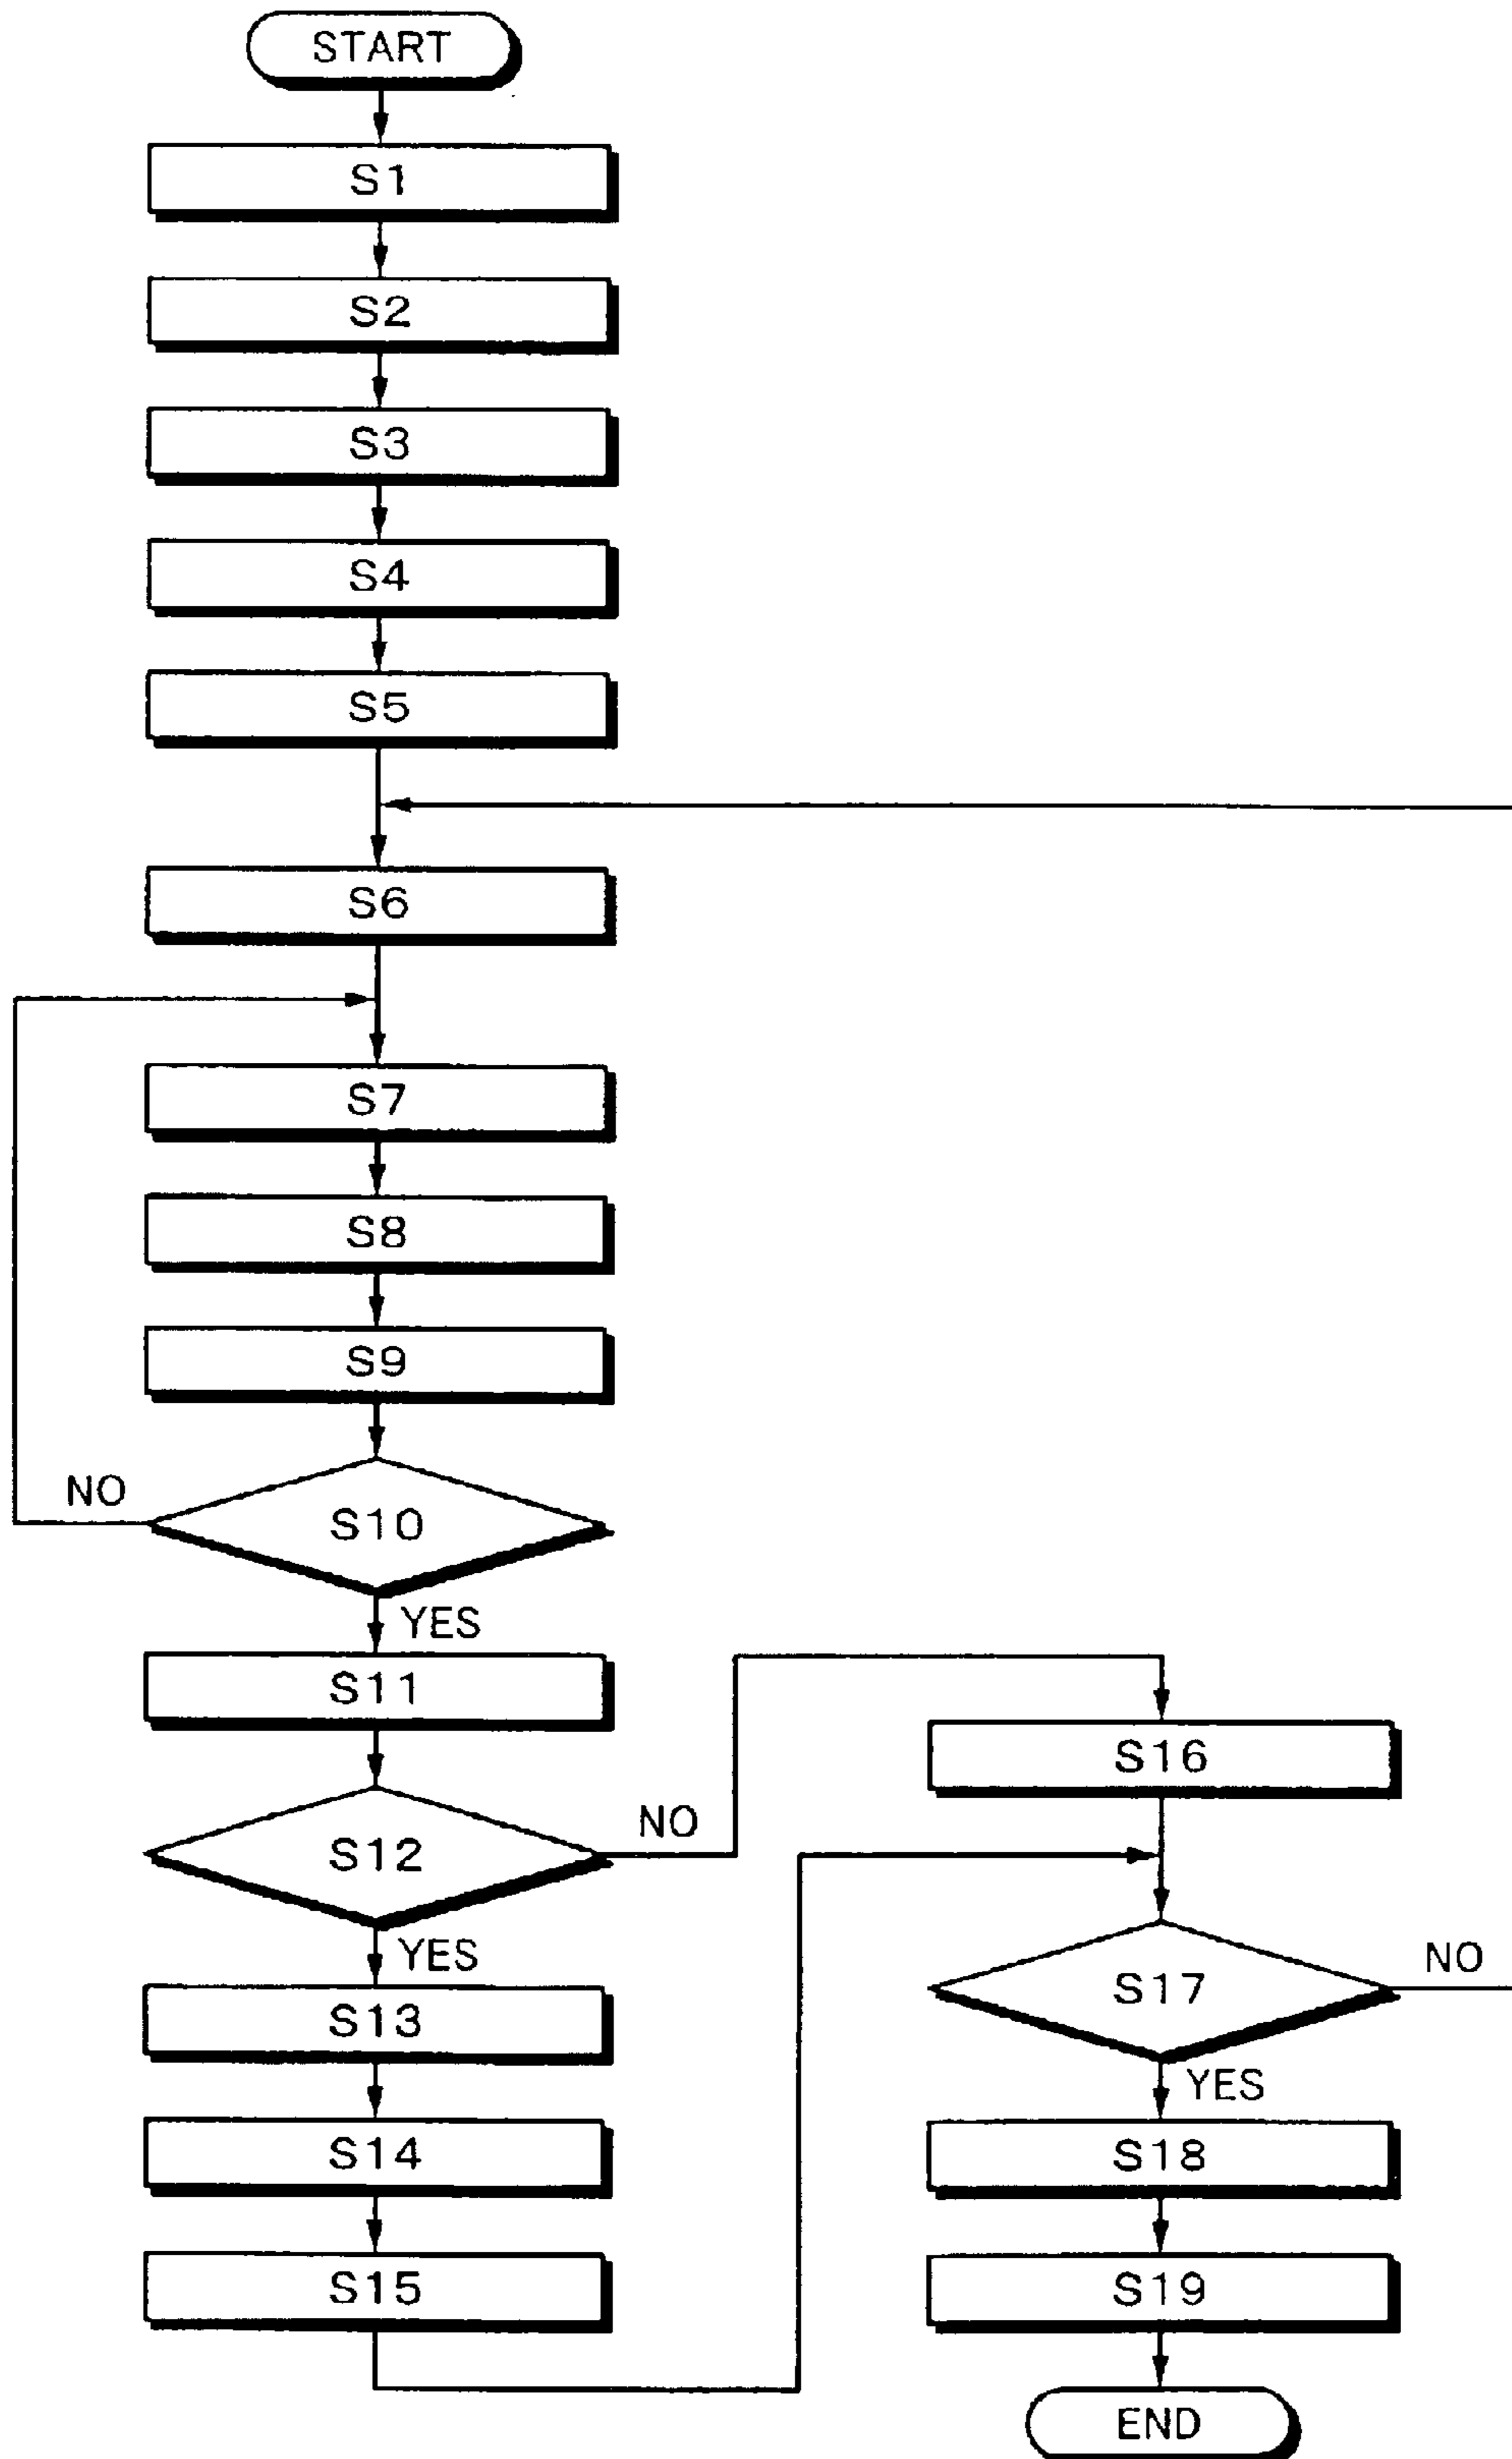 START
S1
S2
S3
S4
S5
S6
S7
S8
S9
NO
S10
YES
S11
S12
NO
YES
S13
S14
S15
S16
S17
NO
YES
S18
S19
END